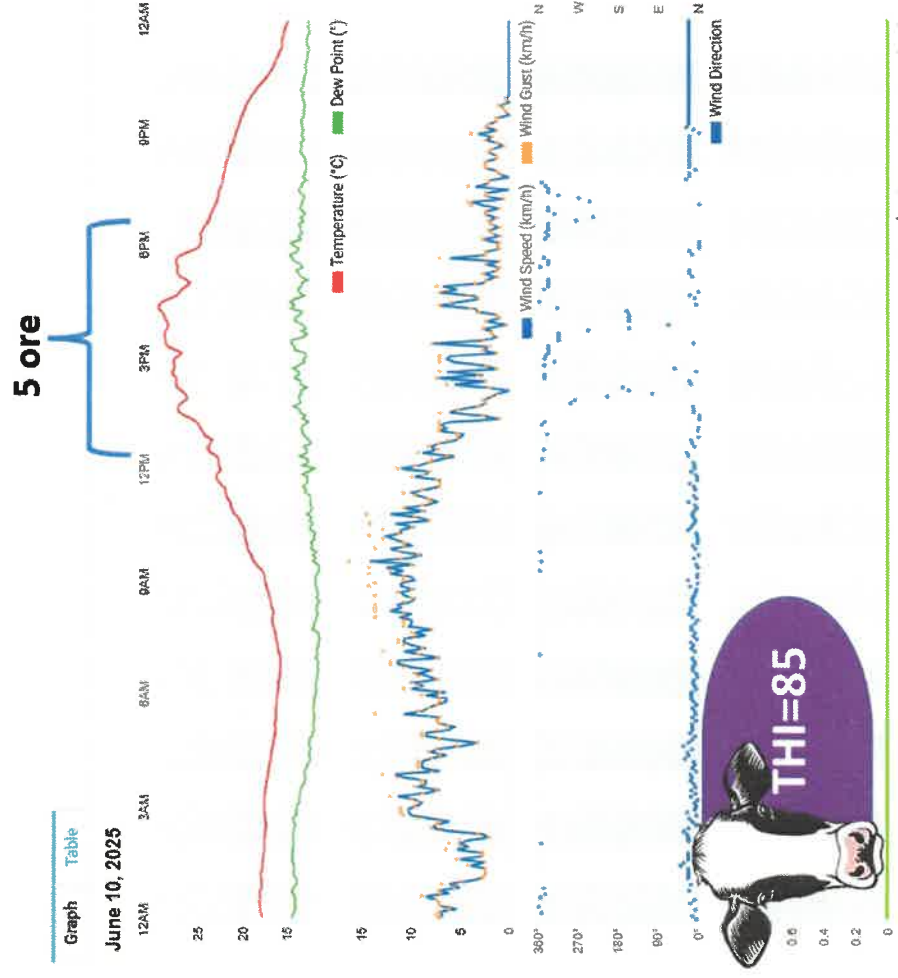 5 ore
Graph Table
June 10, 2025
12AM 3AM 6AM 9AM 12PM 3PM 6PM 9PM 12AM
25
20
15
Temperature (°C) Dew Point (°)
15
10
5
0
Wind Speed (km/h) Wind Gust (km/h)
360° N
270° W
180° S
90° E
0° N
Wind Direction
0.6
0.4
0.2
0
THI=85